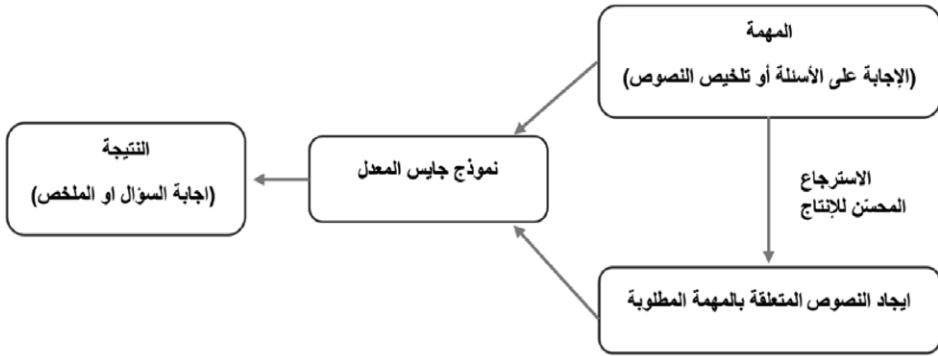 المهمة
(الإجابة على الأسئلة أو تلخيص النصوص)
النتيجة
(اجابة السؤال او الملخص)
نموذج جايس المعدل
الاسترجاع
المحسّن للإنتاج
ايجاد النصوص المتعلقة بالمهمة المطلوبة